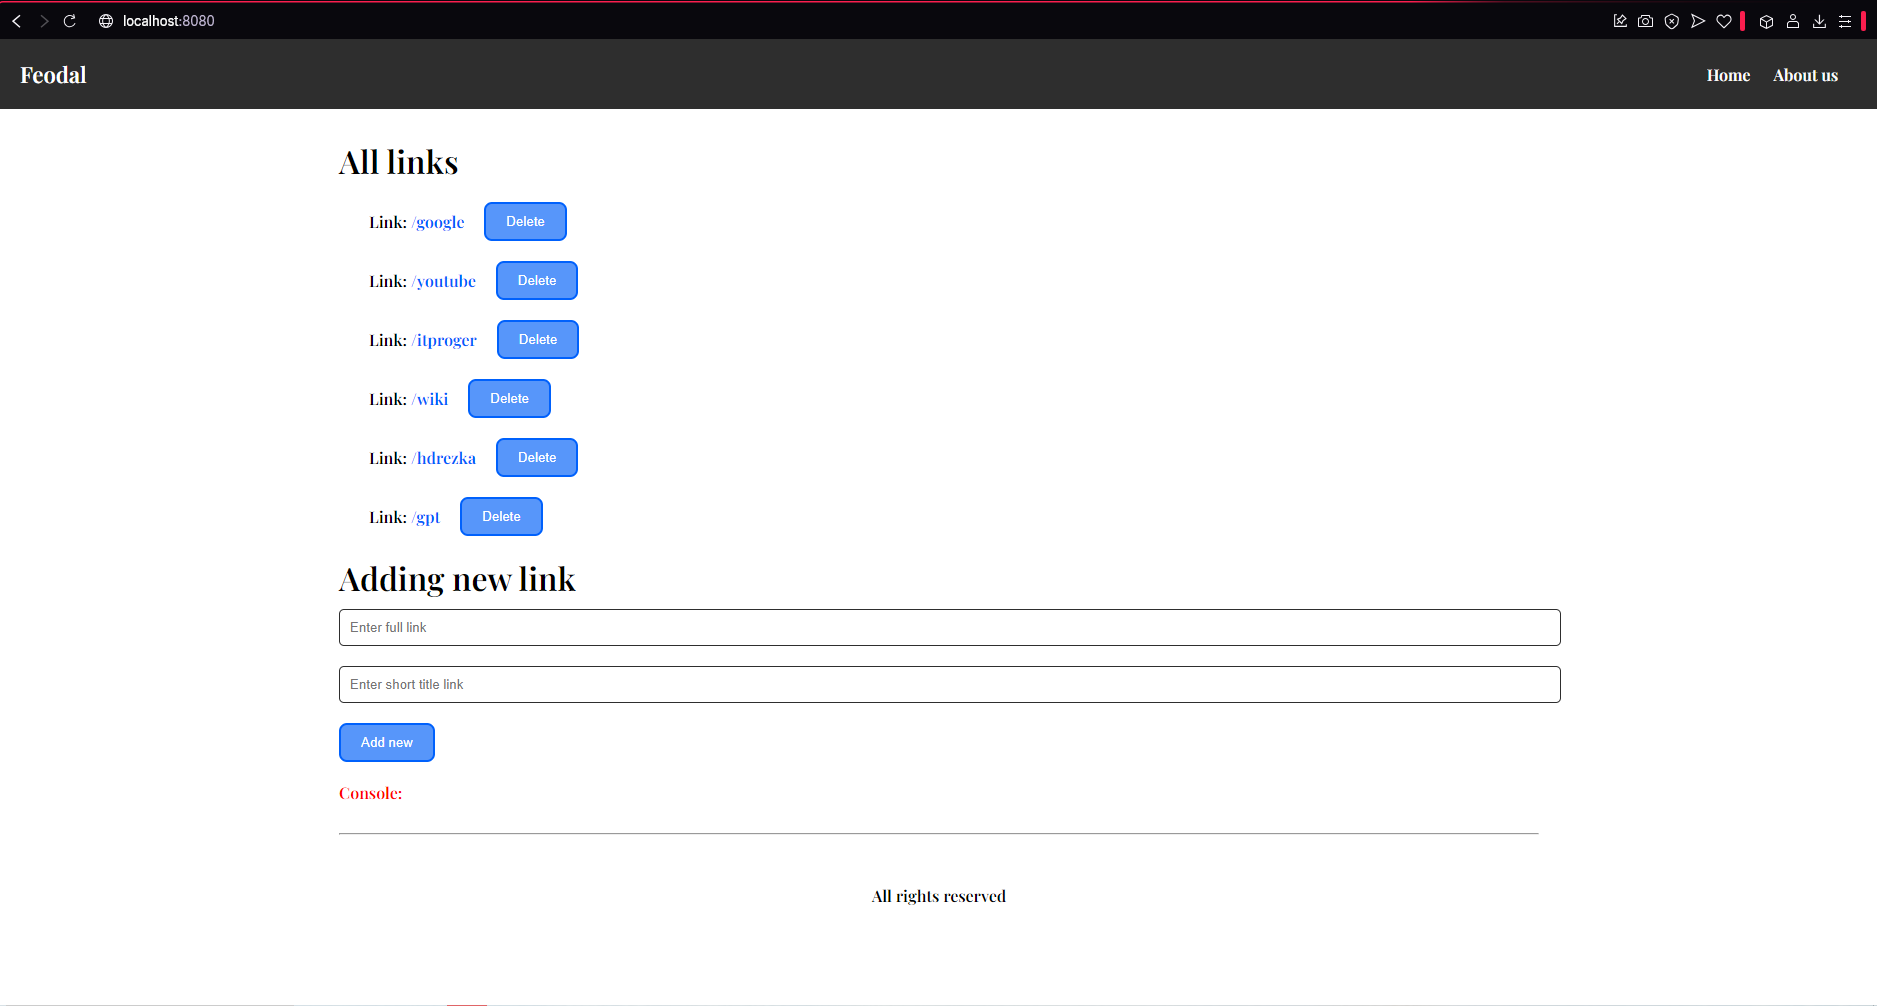 localhost:8080
Feodal
Home About us
All links
Link: /google Delete
Link: /youtube Delete
Link: /itproger Delete
Link: /wiki Delete
Link: /hdrezka Delete
Link: /gpt Delete
Adding new link
Enter full link
Enter short title link
Add new
Console:
All rights reserved